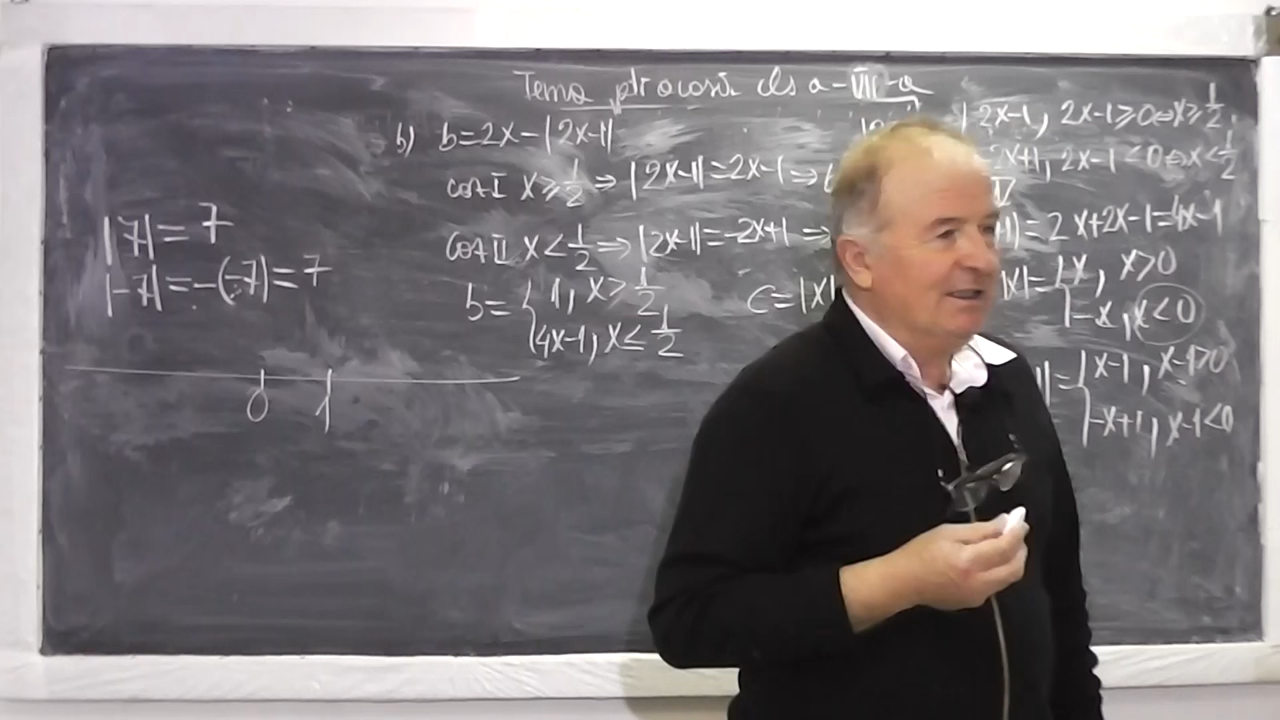 Tema ptr acasă cls a-VIII-a
b) b=2x-|2x-1|
|2x-1, 2x-1≥0⇔x≥1/2
-2x+1, 2x-1<0⇔x<1/2
caz I x≥1/2 ⇒ |2x-1|=2x-1 ⇒
caz II x<1/2 ⇒ |2x-1|=-2x+1 ⇒ =2x+2x-1=4x-1
b={1, x>1/2
4x-1, x≤1/2
c=|x|
|x|={x, x>0
-x, x<0
={x-1, x-1>0
-x+1, x-1<0
|7|=7
|-7|=-(-7)=7
0 1